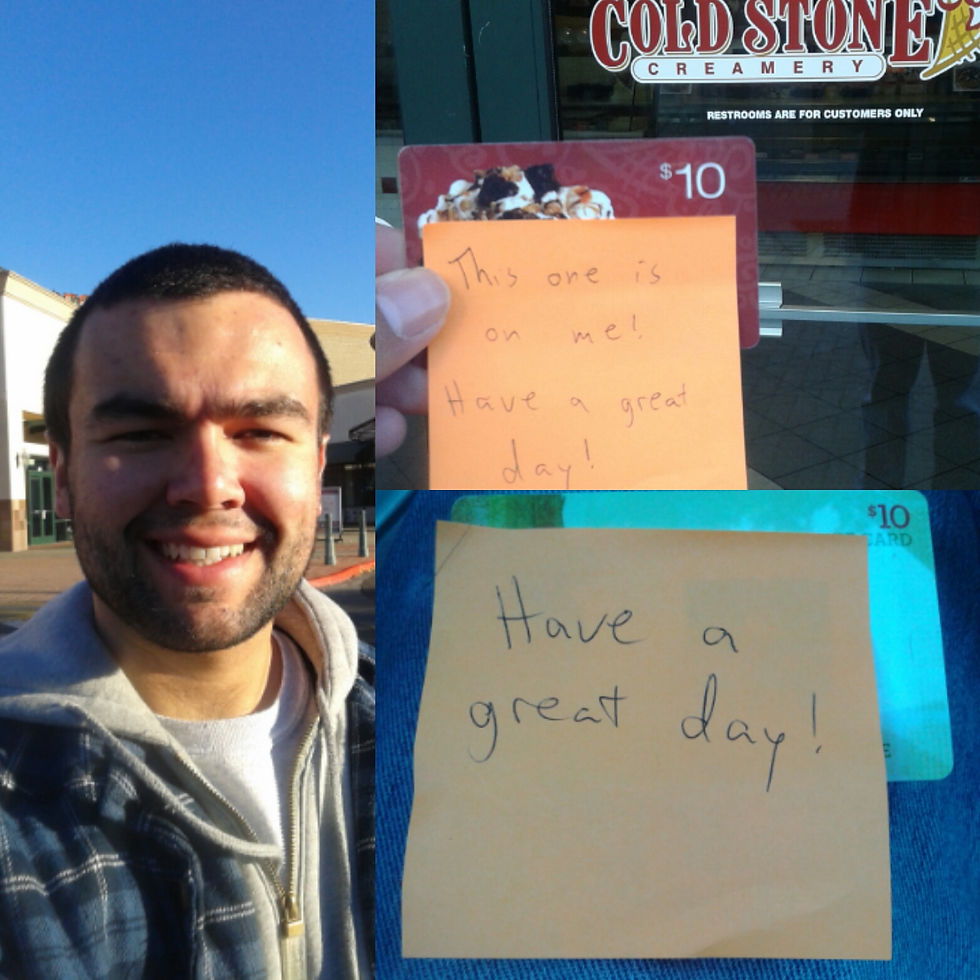 COLD STONE
CREAMERY
RESTROOMS ARE FOR CUSTOMERS ONLY
$10
This one is
on me!
Have a great
day!
$10
CARD
Have a
great day!
E